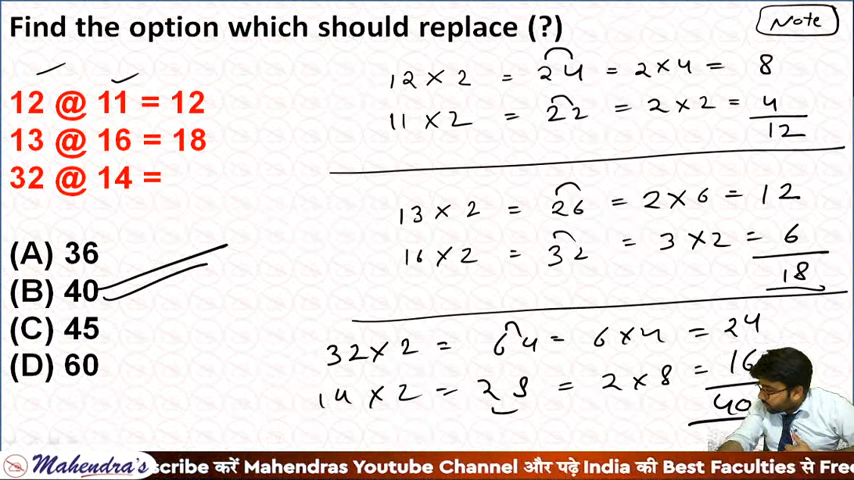 Find the option which should replace (?)
Note
12 @ 11 = 12
13 @ 16 = 18
32 @ 14 =
(A) 36
(B) 40
(C) 45
(D) 60
12 × 2 = 24 = 2 × 4 = 8
11 × 2 = 22 = 2 × 2 = 4
12
13 × 2 = 26 = 2 × 6 = 12
16 × 2 = 32 = 3 × 2 = 6
18
32 × 2 = 64 = 6 × 4 = 24
14 × 2 = 28 = 2 × 8 = 16
40
Mahendra's
scribe करें Mahendras Youtube Channel और पढ़े India की Best Faculties से Free